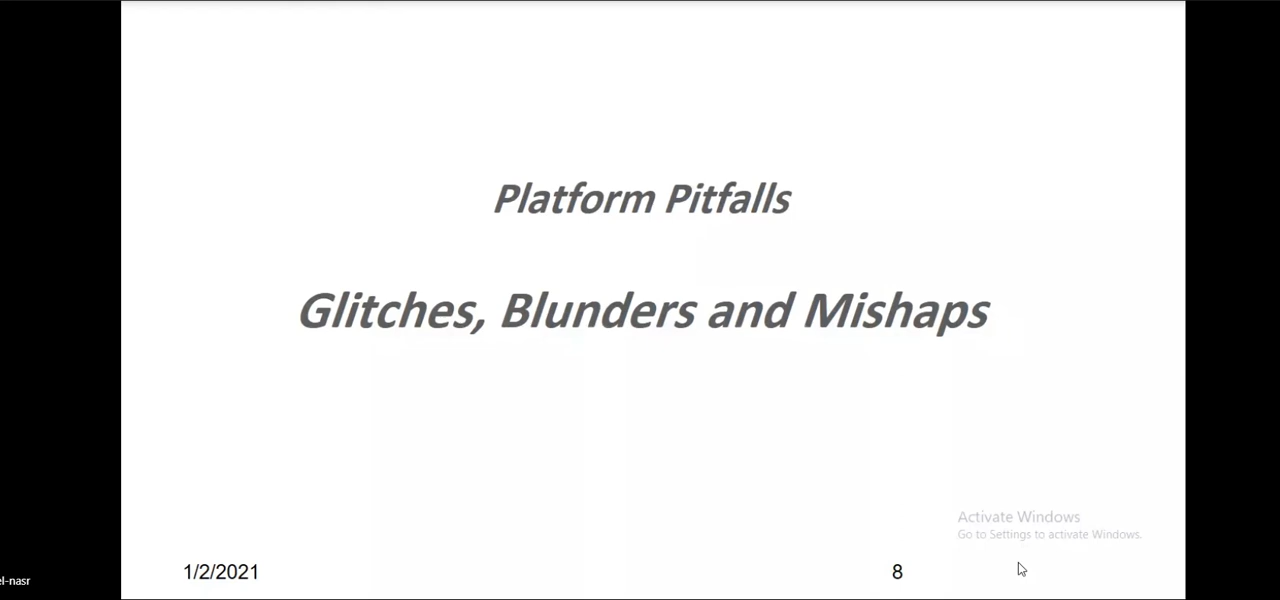 Platform Pitfalls
Glitches, Blunders and Mishaps
Activate Windows
Go to Settings to activate Windows.
1/2/2021
8
el-nasr